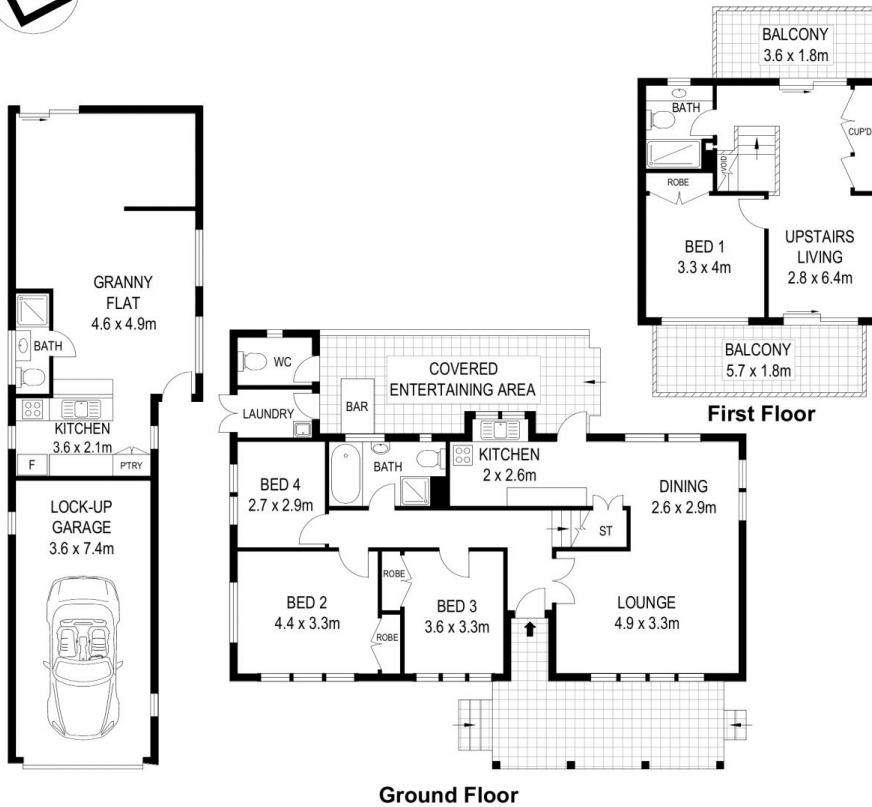 BALCONY
3.6 x 1.8m
BATH
CUP'D
VOID
ROBE
BED 1
3.3 x 4m
UPSTAIRS
LIVING
2.8 x 6.4m
BALCONY
5.7 x 1.8m
First Floor
GRANNY
FLAT
4.6 x 4.9m
BATH
KITCHEN
3.6 x 2.1m
F
P'TRY
LOCK-UP
GARAGE
3.6 x 7.4m
WC
COVERED
ENTERTAINING AREA
LAUNDRY
BAR
BATH
KITCHEN
2 x 2.6m
BED 4
2.7 x 2.9m
DINING
2.6 x 2.9m
ST
ROBE
BED 2
4.4 x 3.3m
BED 3
3.6 x 3.3m
ROBE
LOUNGE
4.9 x 3.3m
Ground Floor